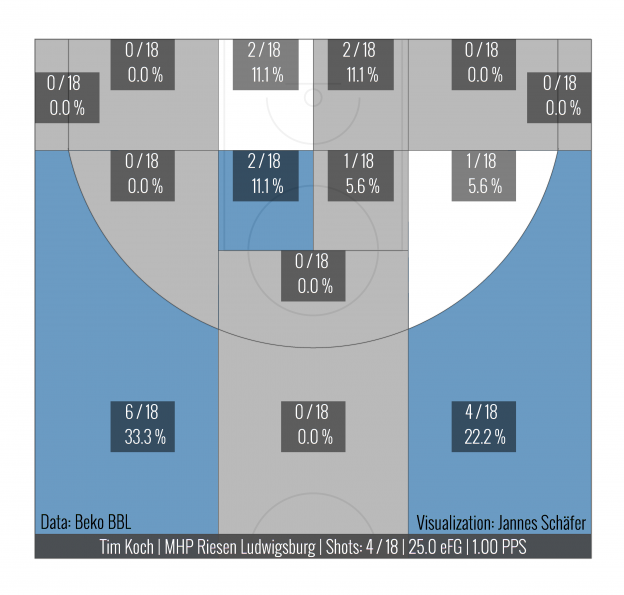 0 / 18
0.0 %
2 / 18
11.1 %
2 / 18
11.1 %
0 / 18
0.0 %
0 / 18
0.0 %
0 / 18
0.0 %
0 / 18
0.0 %
2 / 18
11.1 %
1 / 18
5.6 %
1 / 18
5.6 %
0 / 18
0.0 %
6 / 18
33.3 %
0 / 18
0.0 %
4 / 18
22.2 %
Data: Beko BBL
Visualization: Jannes Schäfer
Tim Koch | MHP Riesen Ludwigsburg | Shots: 4 / 18 | 25.0 eFG | 1.00 PPS